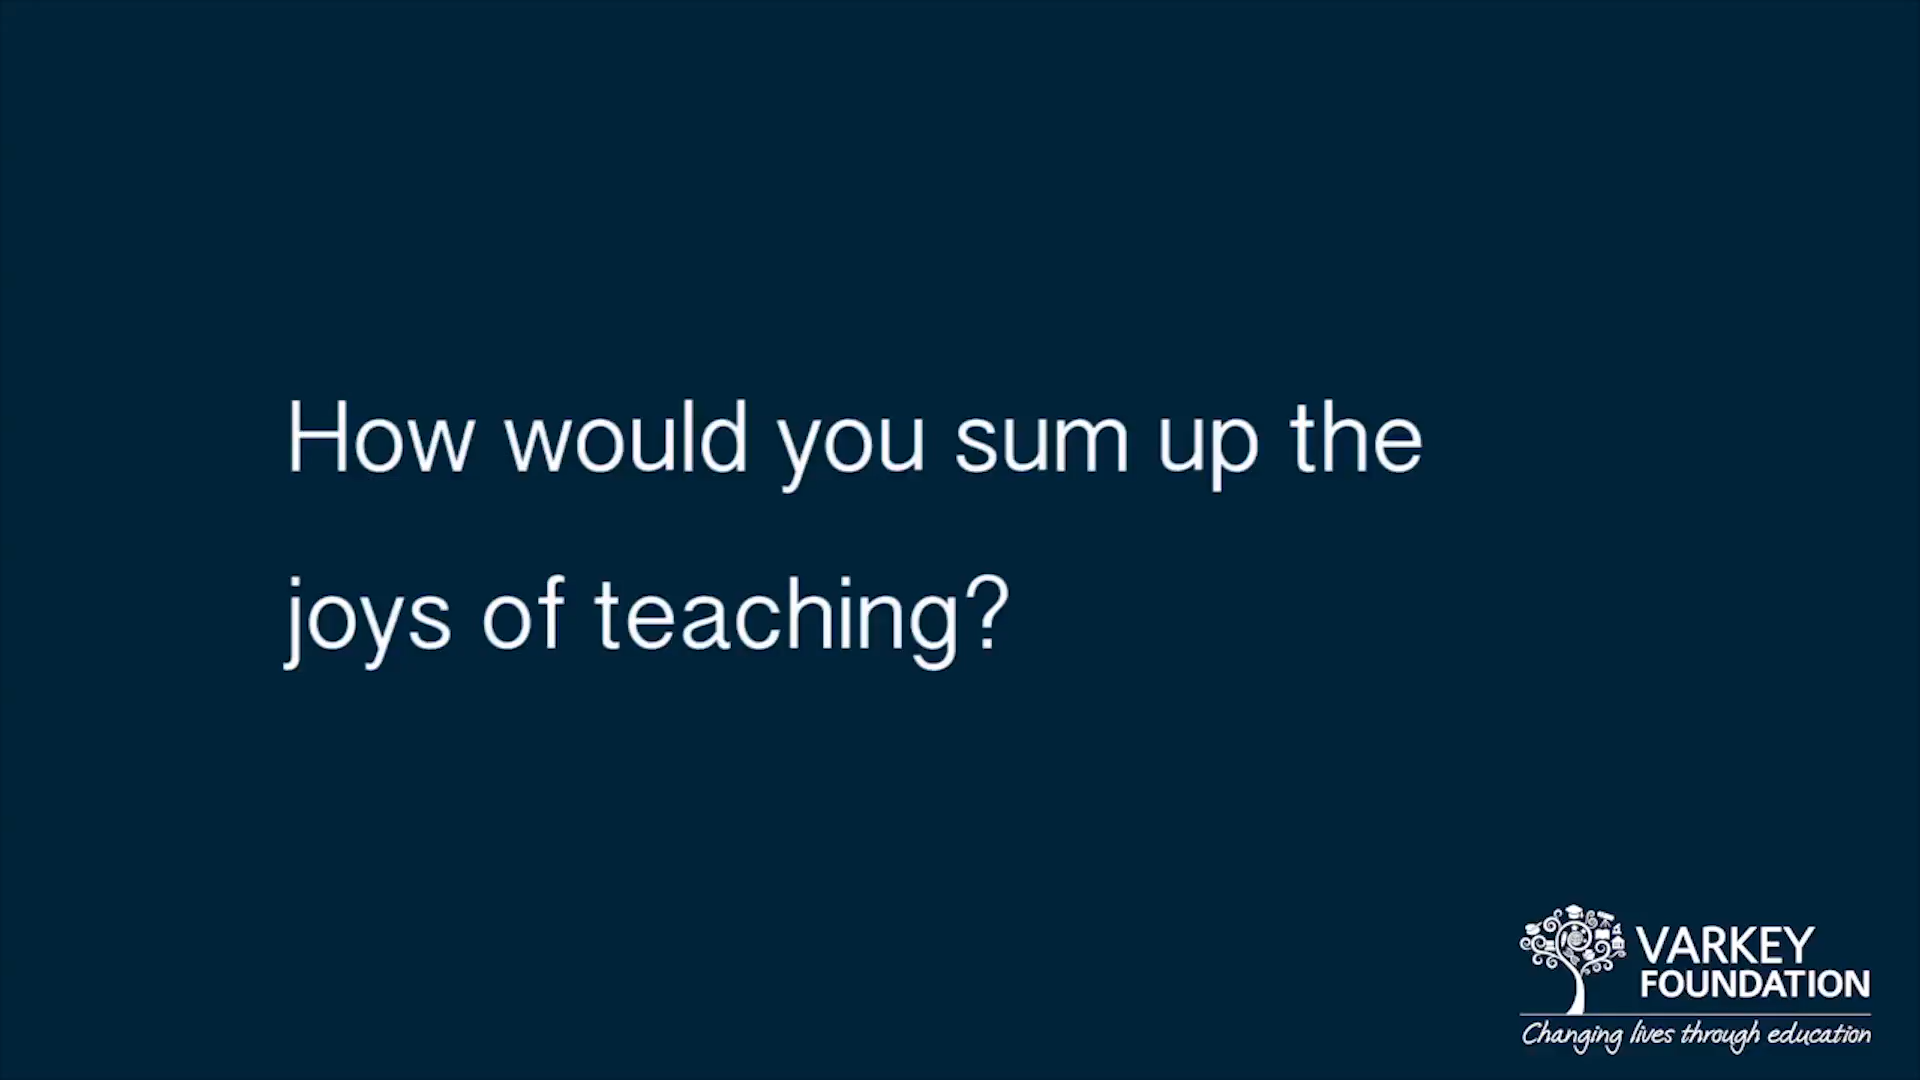 How would you sum up the
joys of teaching?
VARKEY
FOUNDATION
Changing lives through education